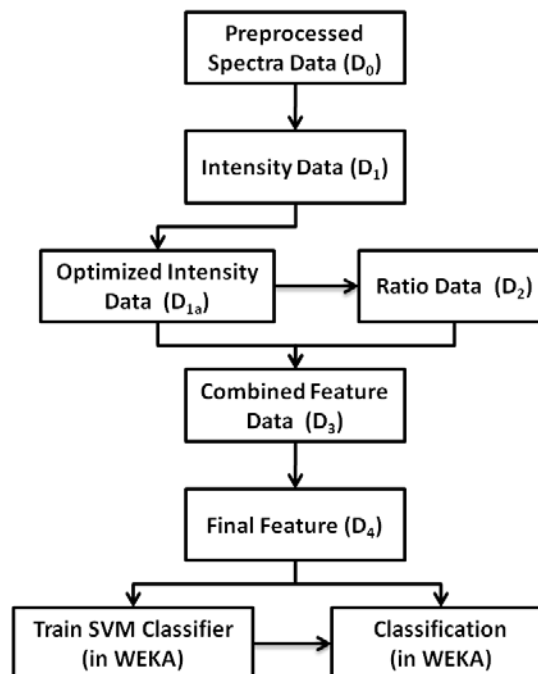 Preprocessed
Spectra Data (D₀)
Intensity Data (D₁)
Optimized Intensity
Data (D₁ₐ)
Ratio Data (D₂)
Combined Feature
Data (D₃)
Final Feature (D₄)
Train SVM Classifier
(in WEKA)
Classification
(in WEKA)